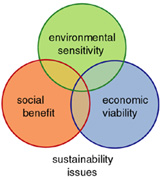 environmental
sensitivity
social
benefit
economic
viability
sustainability
issues